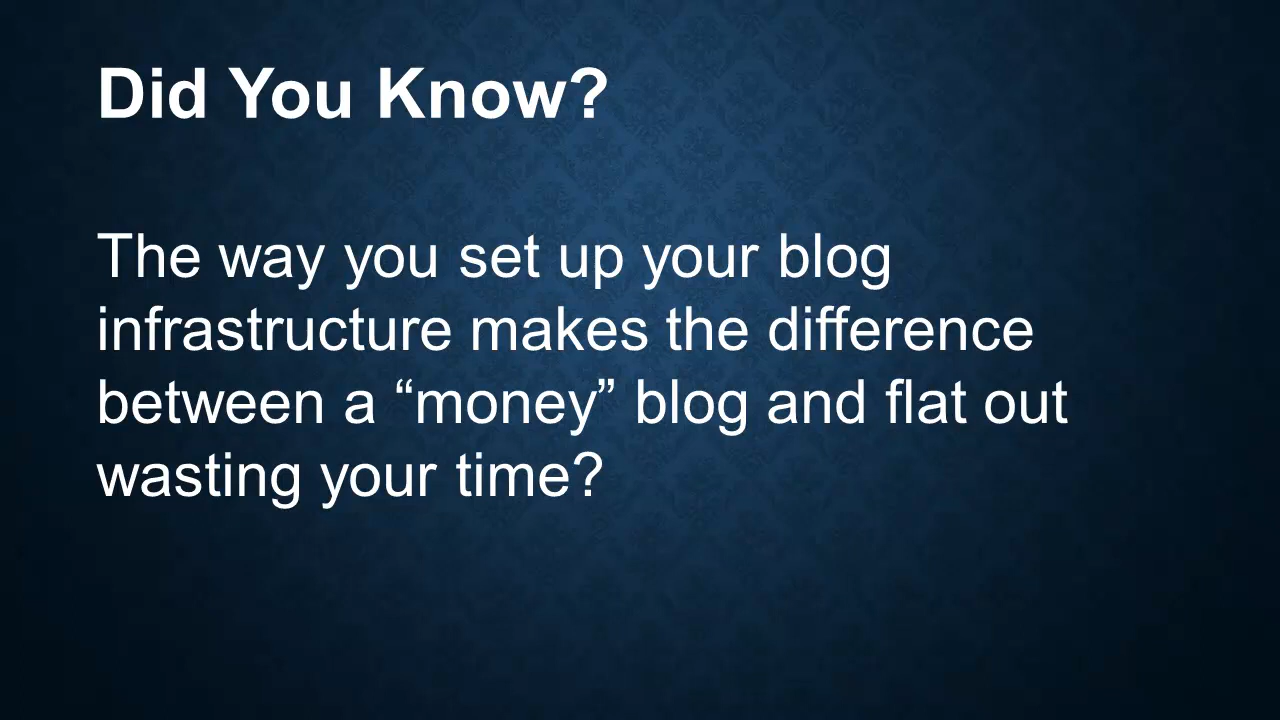 Did You Know?
The way you set up your blog
infrastructure makes the difference
between a “money” blog and flat out
wasting your time?